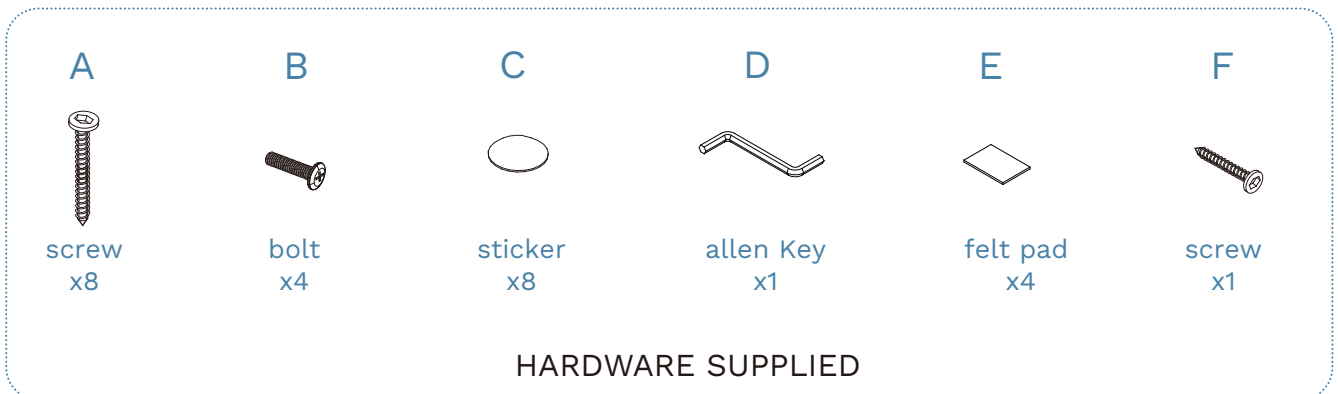 A B C D E F
screw bolt sticker allen Key felt pad screw
x8 x4 x8 x1 x4 x1
HARDWARE SUPPLIED